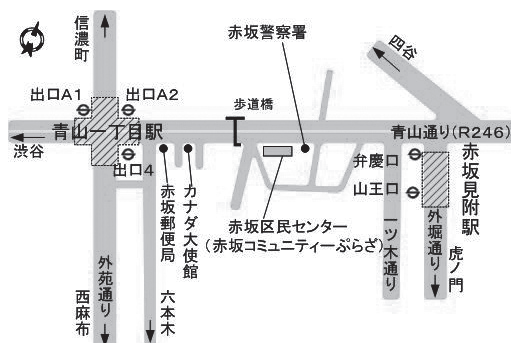 信濃町
赤坂警察署
四谷
出口A1
出口A2
歩道橋
青山一丁目駅
青山通り(R246)
渋谷
出口4
赤坂郵便局
カナダ大使館
赤坂区民センター
(赤坂コミュニティーぷらざ)
弁慶口
山王口
赤坂見附駅
外苑通り
西麻布
六本木
一ツ木通り
外堀通り
虎ノ門